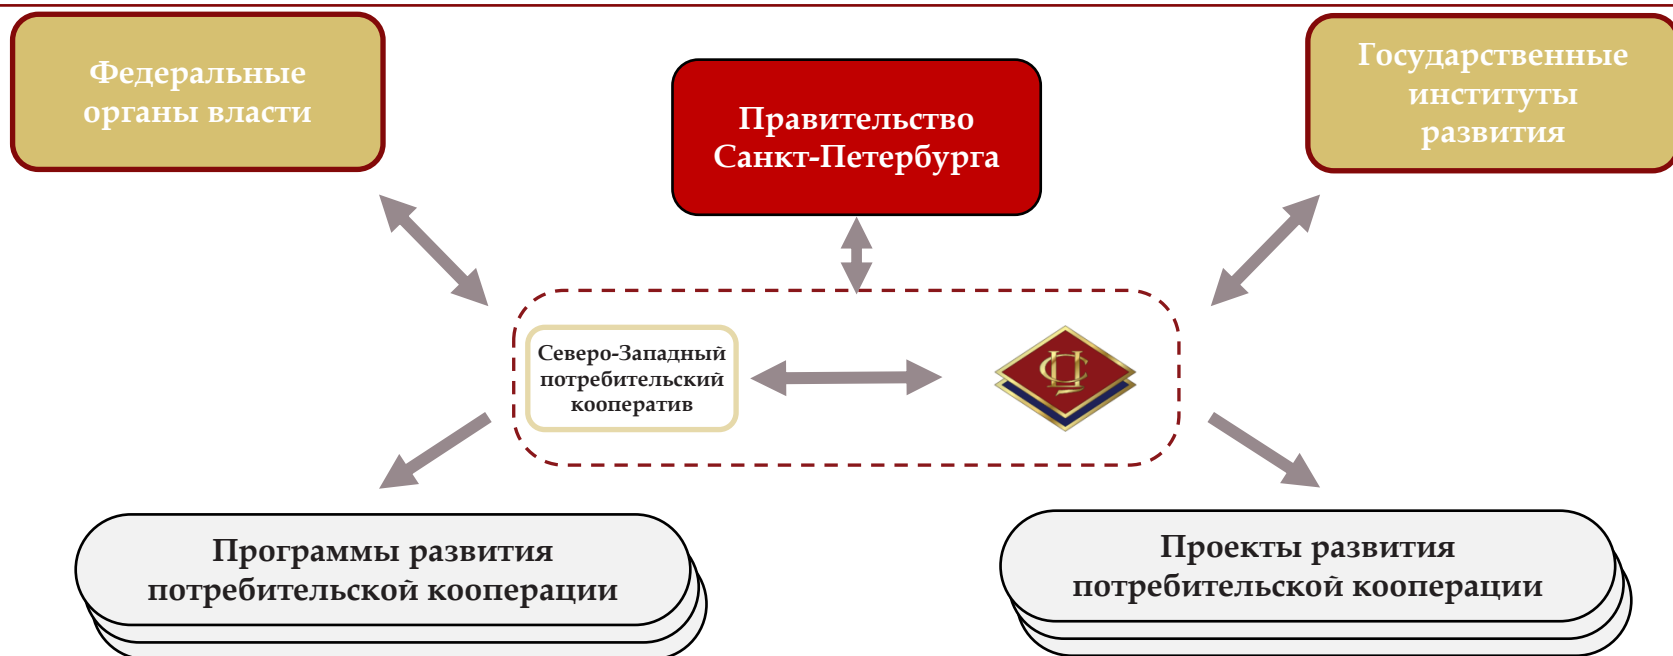 Федеральные
органы власти
Правительство
Санкт-Петербурга
Государственные
институты
развития
Северо-Западный
потребительский
кооператив
Программы развития
потребительской кооперации
Проекты развития
потребительской кооперации